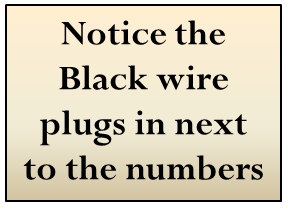 Notice the
Black wire
plugs in next
to the numbers